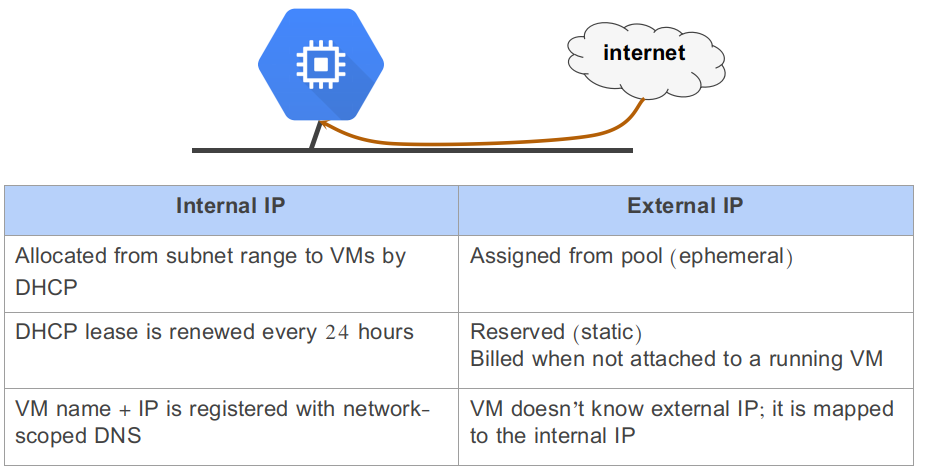 internet
Internal IP
External IP
Allocated from subnet range to VMs by
DHCP
Assigned from pool (ephemeral)
DHCP lease is renewed every 24 hours
Reserved (static)
Billed when not attached to a running VM
VM name + IP is registered with network-
scoped DNS
VM doesn’t know external IP; it is mapped
to the internal IP